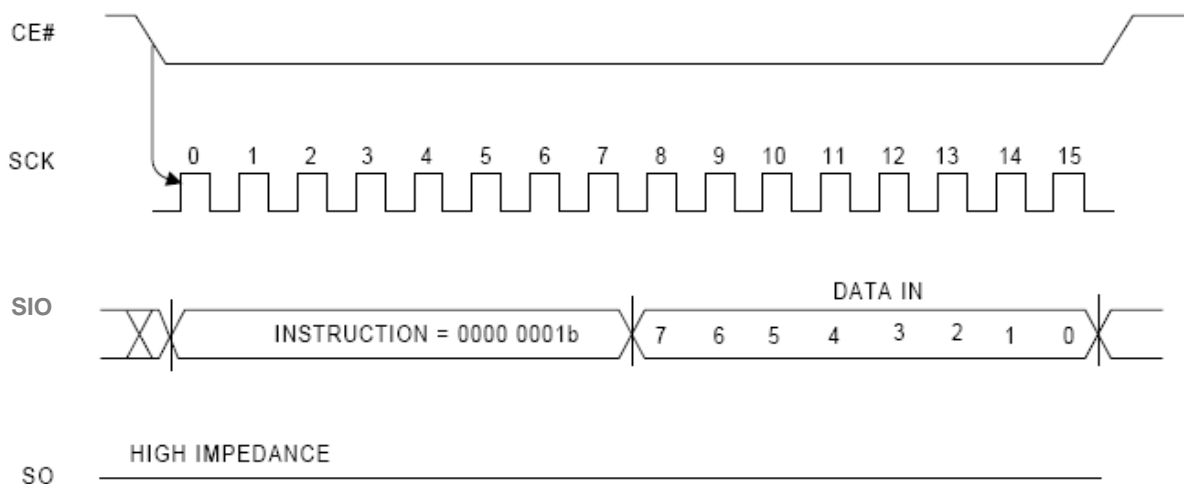 CE#
SCK 0 1 2 3 4 5 6 7 8 9 10 11 12 13 14 15
DATA IN
SIO INSTRUCTION = 0000 0001b 7 6 5 4 3 2 1 0
HIGH IMPEDANCE
SO